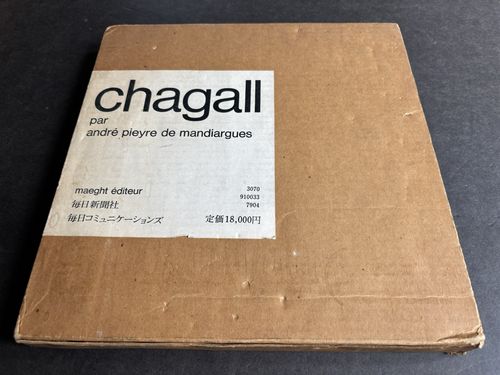 chagall
par
andré pieyre de mandiargues
maeght éditeur
毎日新聞社
毎日コミュニケーションズ
3070
910033
7904
定価18,000円